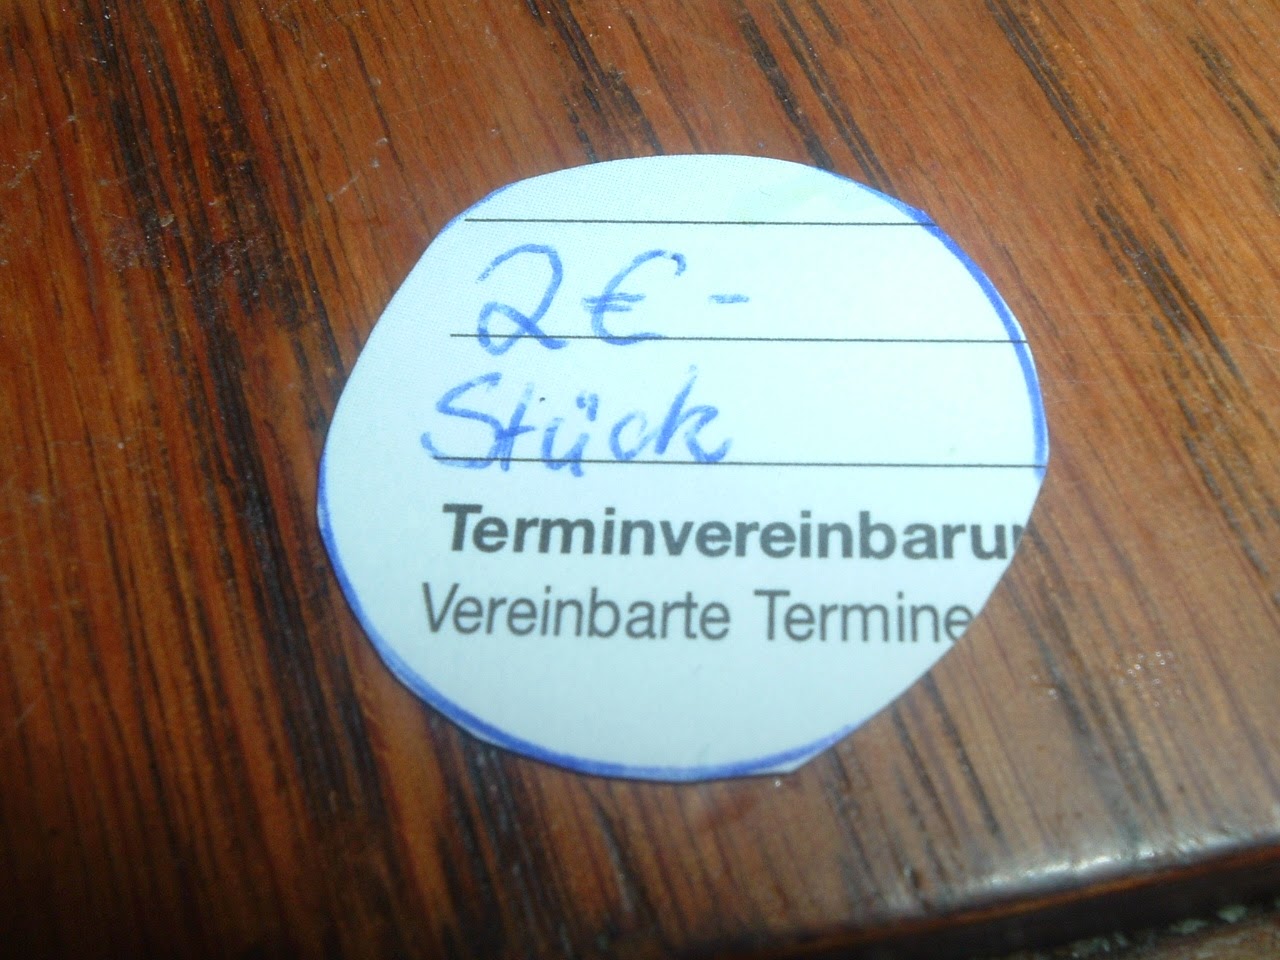 2 € -
Stück
Terminvereinbaru
Vereinbarte Termine